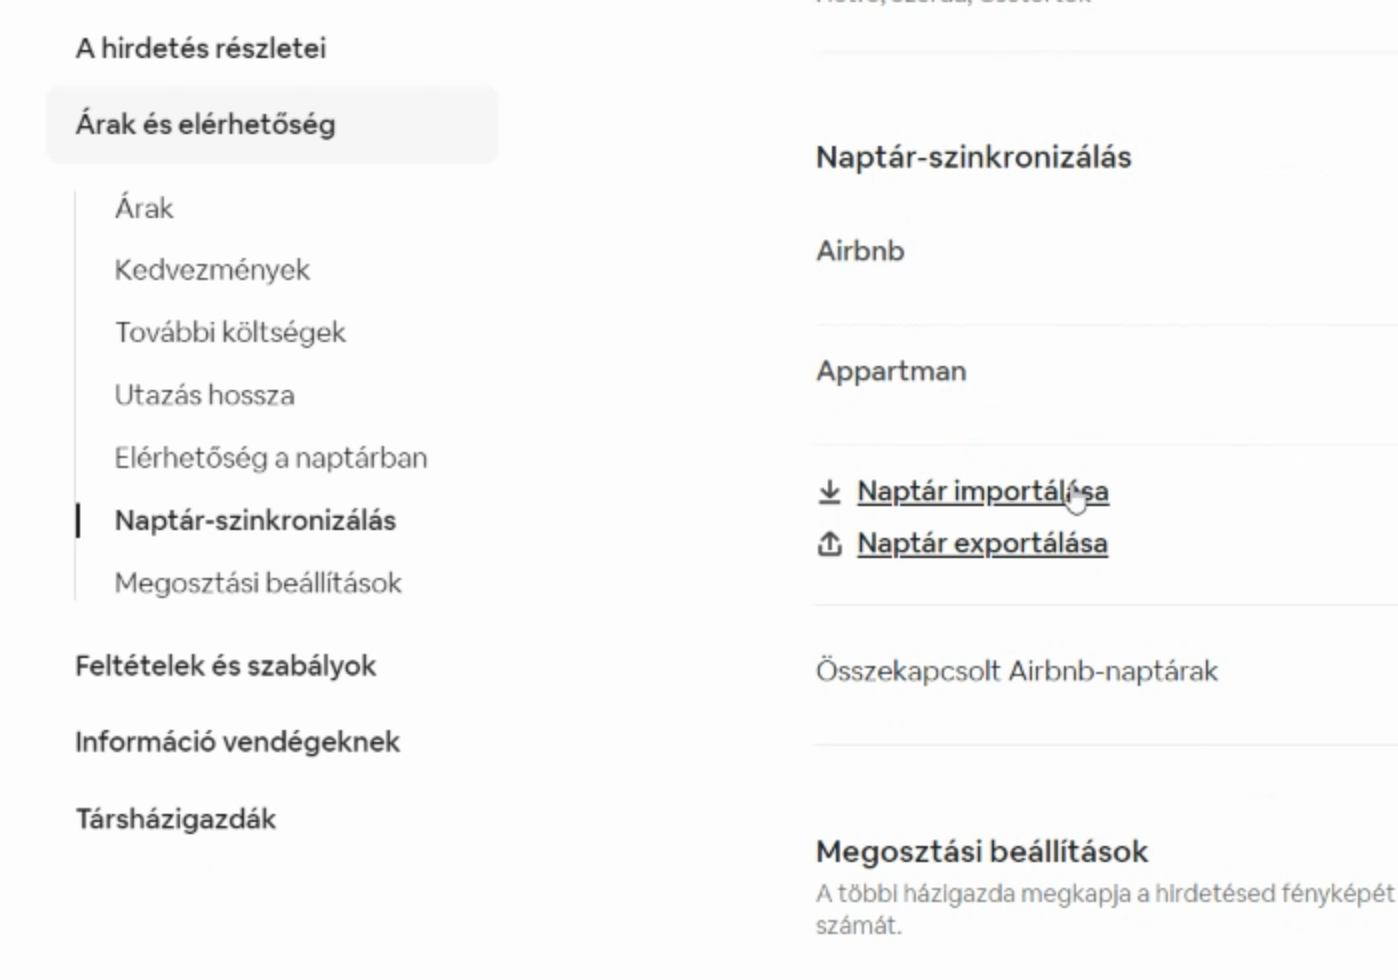 A hirdetés részletei
Árak és elérhetőség
Árak
Kedvezmények
További költségek
Utazás hossza
Elérhetőség a naptárban
Naptár-szinkronizálás
Megosztási beállítások
Feltételek és szabályok
Információ vendégeknek
Társházigazdák
Naptár-szinkronizálás
Airbnb
Appartman
Naptár importálása
Naptár exportálása
Összekapcsolt Airbnb-naptárak
Megosztási beállítások
A többi házigazda megkapja a hirdetésed fényképét
számát.